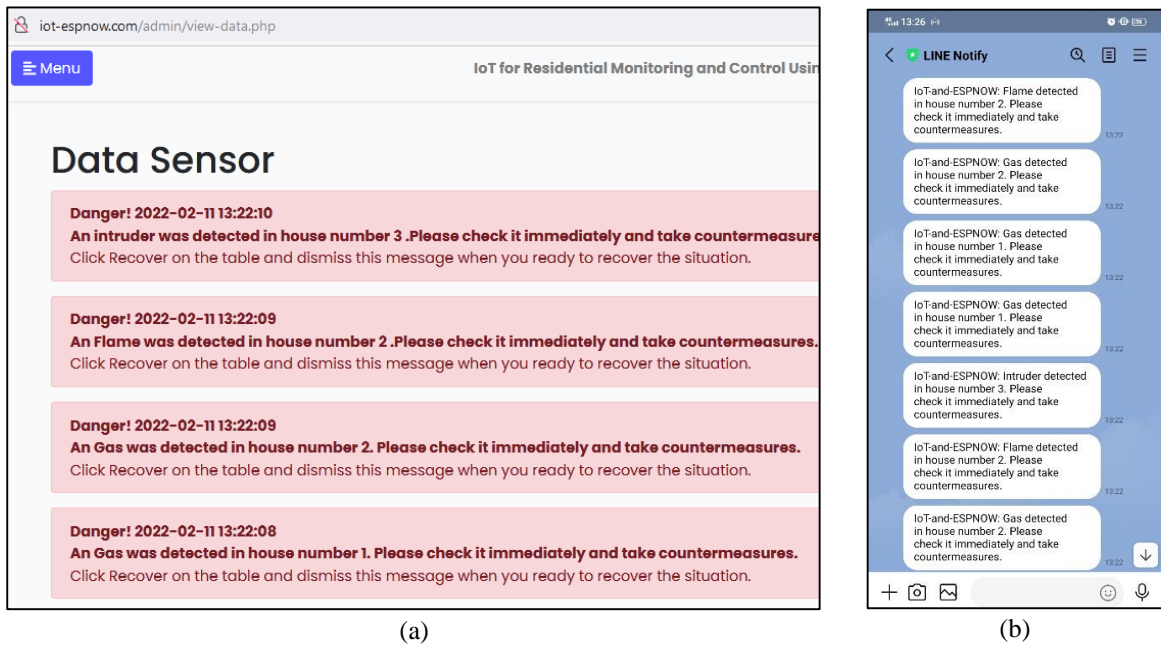 iot-espnow.com/admin/view-data.php
Menu
IoT for Residential Monitoring and Control Usin
Data Sensor
Danger! 2022-02-11 13:22:10
An intruder was detected in house number 3 .Please check it immediately and take countermeasure
Click Recover on the table and dismiss this message when you ready to recover the situation.
Danger! 2022-02-11 13:22:09
An Flame was detected in house number 2 .Please check it immediately and take countermeasures.
Click Recover on the table and dismiss this message when you ready to recover the situation.
Danger! 2022-02-11 13:22:09
An Gas was detected in house number 2. Please check it immediately and take countermeasures.
Click Recover on the table and dismiss this message when you ready to recover the situation.
Danger! 2022-02-11 13:22:08
An Gas was detected in house number 1. Please check it immediately and take countermeasures.
Click Recover on the table and dismiss this message when you ready to recover the situation.
(a)
13:26
LINE Notify
IoT-and-ESPNOW: Flame detected
in house number 2. Please
check it immediately and take
countermeasures.
13:22
IoT-and-ESPNOW: Gas detected
in house number 2. Please
check it immediately and take
countermeasures.
13:22
IoT-and-ESPNOW: Gas detected
in house number 1. Please
check it immediately and take
countermeasures.
13:22
IoT-and-ESPNOW: Gas detected
in house number 1. Please
check it immediately and take
countermeasures.
13:22
IoT-and-ESPNOW: Intruder detected
in house number 3. Please
check it immediately and take
countermeasures.
13:22
IoT-and-ESPNOW: Flame detected
in house number 2. Please
check it immediately and take
countermeasures.
13:22
IoT-and-ESPNOW: Gas detected
in house number 2. Please
check it immediately and take
countermeasures.
13:22
(b)